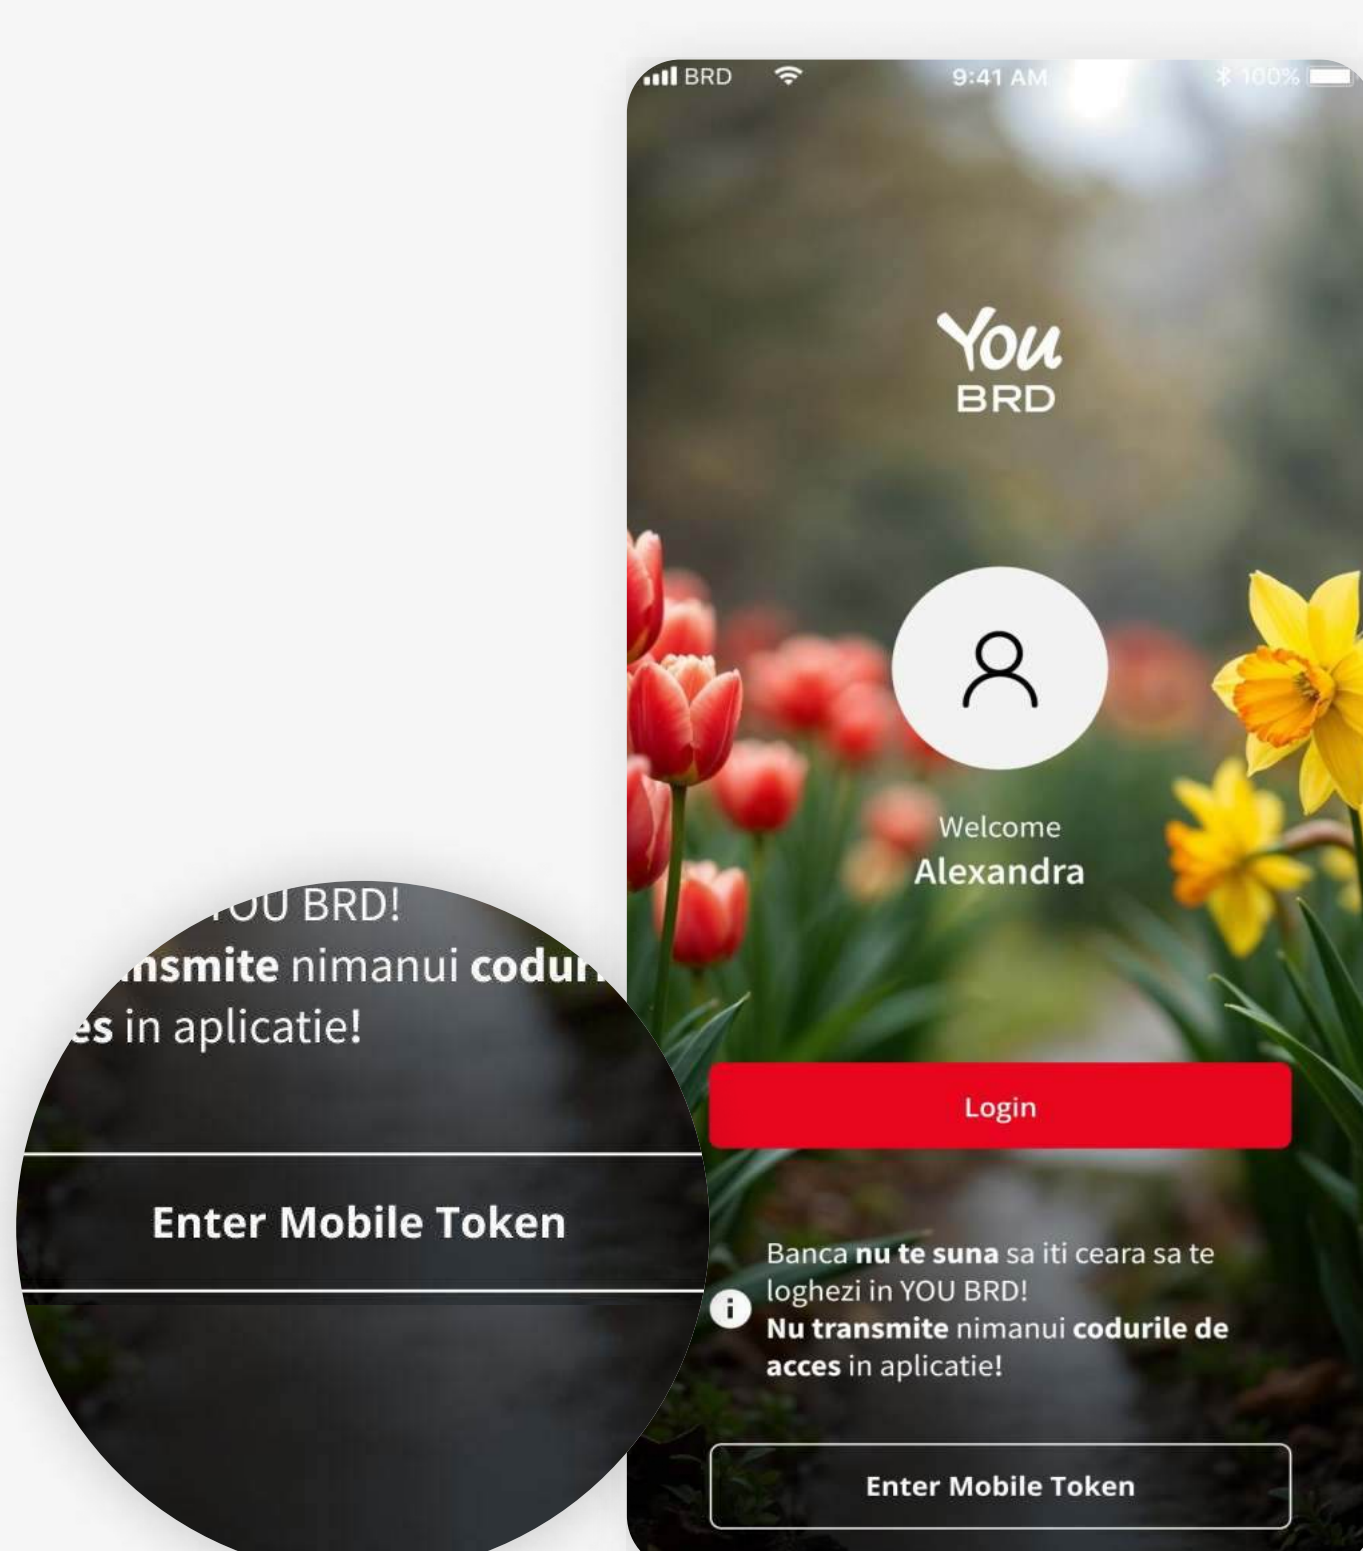 BRD 9:41 AM 100%
You
BRD
Welcome
Alexandra
Login
Banca nu te suna sa iti ceara sa te
loghezi in YOU BRD!
Nu transmite nimanui codurile de
acces in aplicatie!
Enter Mobile Token
YOU BRD!
nsmite nimanui coduri
es in aplicatie!
Enter Mobile Token